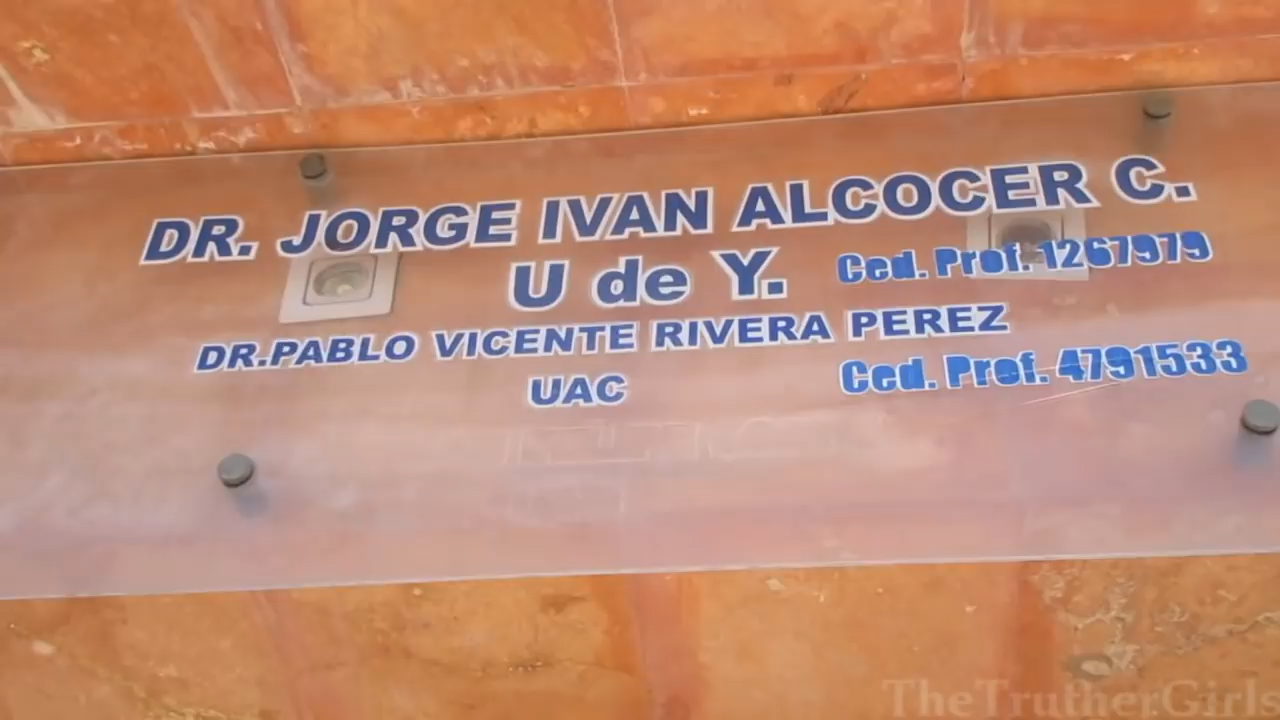 DR. JORGE IVAN ALCOCER C.
U de Y. Ced. Prof. 1267979
DR.PABLO VICENTE RIVERA PEREZ
UAC Ced. Prof. 4791533
TheTrutherGirls